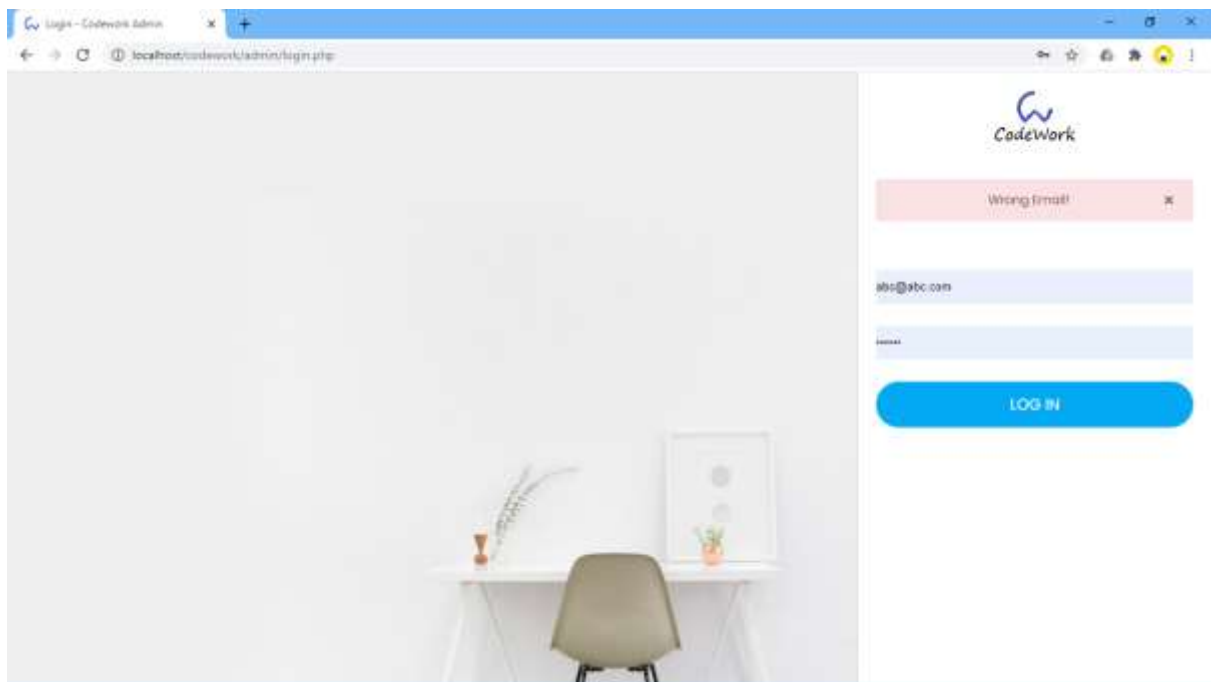 Login - Codework Admin
localhost/codework/admin/login.php
CodeWork
Wrong Email!
abc@abc.com
LOG IN